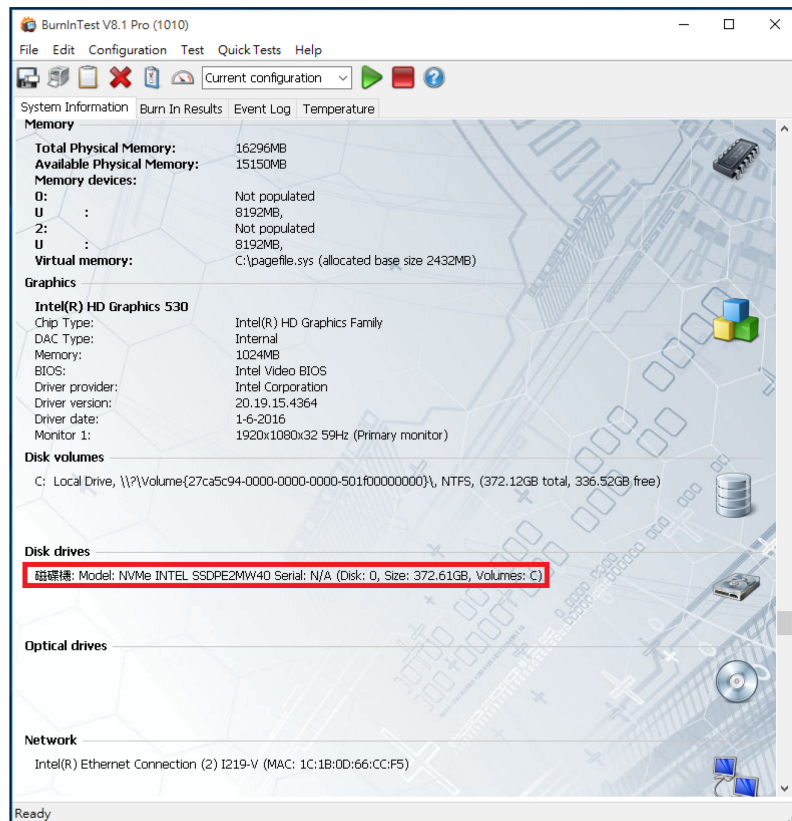 BurnInTest V8.1 Pro (1010)
File Edit Configuration Test Quick Tests Help
Current configuration
System Information Burn In Results Event Log Temperature
Memory
Total Physical Memory: 16296MB
Available Physical Memory: 15150MB
Memory devices:
0: Not populated
U : 8192MB,
2: Not populated
U : 8192MB,
Virtual memory: C:\pagefile.sys (allocated base size 2432MB)
Graphics
Intel(R) HD Graphics 530
Chip Type: Intel(R) HD Graphics Family
DAC Type: Internal
Memory: 1024MB
BIOS: Intel Video BIOS
Driver provider: Intel Corporation
Driver version: 20.19.15.4364
Driver date: 1-6-2016
Monitor 1: 1920x1080x32 59Hz (Primary monitor)
Disk volumes
C: Local Drive, \\?\Volume{27ca5c94-0000-0000-0000-501f00000000}\, NTFS, (372.12GB total, 336.52GB free)
Disk drives
磁碟機: Model: NVMe INTEL SSDPE2MW40 Serial: N/A (Disk: 0, Size: 372.61GB, Volumes: C)
Optical drives
Network
Intel(R) Ethernet Connection (2) I219-V (MAC: 1C:1B:0D:66:CC:F5)
Ready